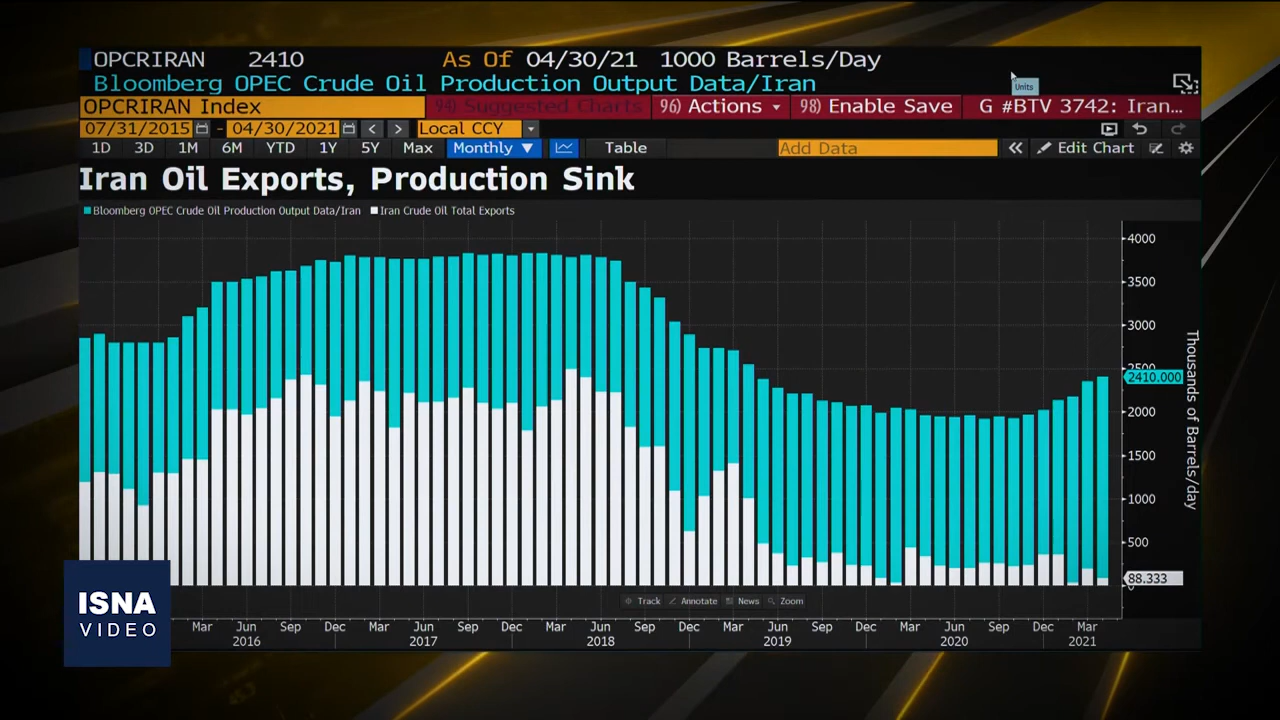 OPCRIRAN 2410 As Of 04/30/21 1000 Barrels/Day
Bloomberg OPEC Crude Oil Production Output Data/Iran
Units
OPCRIRAN Index 94) Suggested Charts 96) Actions 98) Enable Save G #BTV 3742: Iran...
07/31/2015 - 04/30/2021 < > Local CCY
1D 3D 1M 6M YTD 1Y 5Y Max Monthly ▼ Table Add Data « Edit Chart
Iran Oil Exports, Production Sink
Bloomberg OPEC Crude Oil Production Output Data/Iran Iran Crude Oil Total Exports
4000
3500
3000
2500
2410.000
2000
1500
1000
500
88.333
0
Thousands of Barrels/day
Track Annotate News Zoom
Mar Jun Sep Dec Mar Jun Sep Dec Mar Jun Sep Dec Mar Jun Sep Dec Mar Jun Sep Dec Mar
2016 2017 2018 2019 2020 2021
ISNA
VIDEO